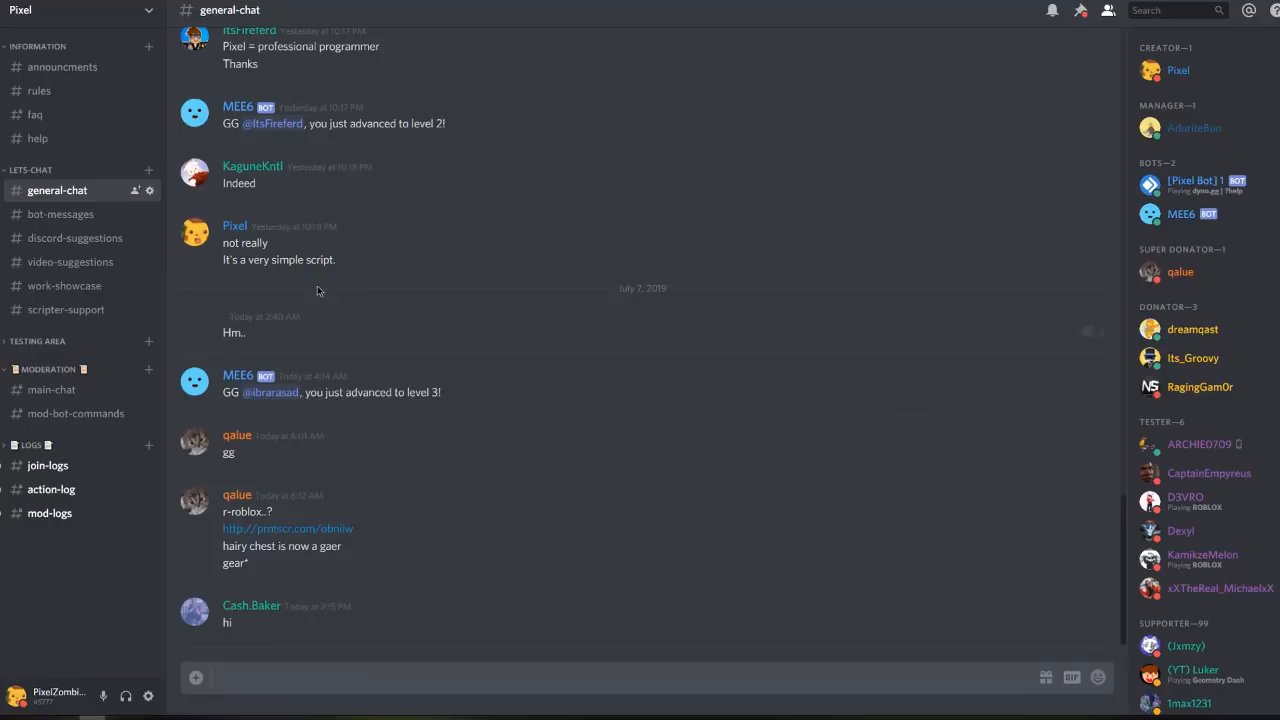 Pixel
INFORMATION
announcments
rules
faq
help
LETS-CHAT
general-chat
bot-messages
discord-suggestions
video-suggestions
work-showcase
scripter-support
TESTING AREA
MODERATION
main-chat
mod-bot-commands
LOGS
join-logs
action-log
mod-logs
PixelZombi...
#5777
# general-chat
Search
ItsFireferd Yesterday at 10:17 PM
Pixel = professional programmer
Thanks
MEE6 BOT Yesterday at 10:17 PM
GG @ItsFireferd, you just advanced to level 2!
KaguneKntl Yesterday at 10:18 PM
Indeed
Pixel Yesterday at 10:18 PM
not really
It's a very simple script.
July 7, 2019
Today at 2:40 AM
Hm..
MEE6 BOT Today at 4:14 AM
GG @ibrarasad, you just advanced to level 3!
qalue Today at 6:01 AM
gg
qalue Today at 6:12 AM
r-roblox..?
http://prntscr.com/obniiw
hairy chest is now a gaer
gear*
Cash.Baker Today at 2:15 PM
hi
GIF
CREATOR—1
Pixel
MANAGER—1
AduriteBun
BOTS—2
[Pixel Bot] 1 BOT
Playing dyno.gg | ?help
MEE6 BOT
SUPER DONATOR—1
qalue
DONATOR—3
dreamqast
Its_Groovy
RagingGam0r
TESTER—6
ARCHIE0709
CaptainEmpyreus
D3VRO
Playing ROBLOX
Dexyl
KamikzeMelon
Playing ROBLOX
xXTheReal_MichaelxX
SUPPORTER—99
(Jxmzy)
(YT) Luker
Playing Geometry Dash
1max1231